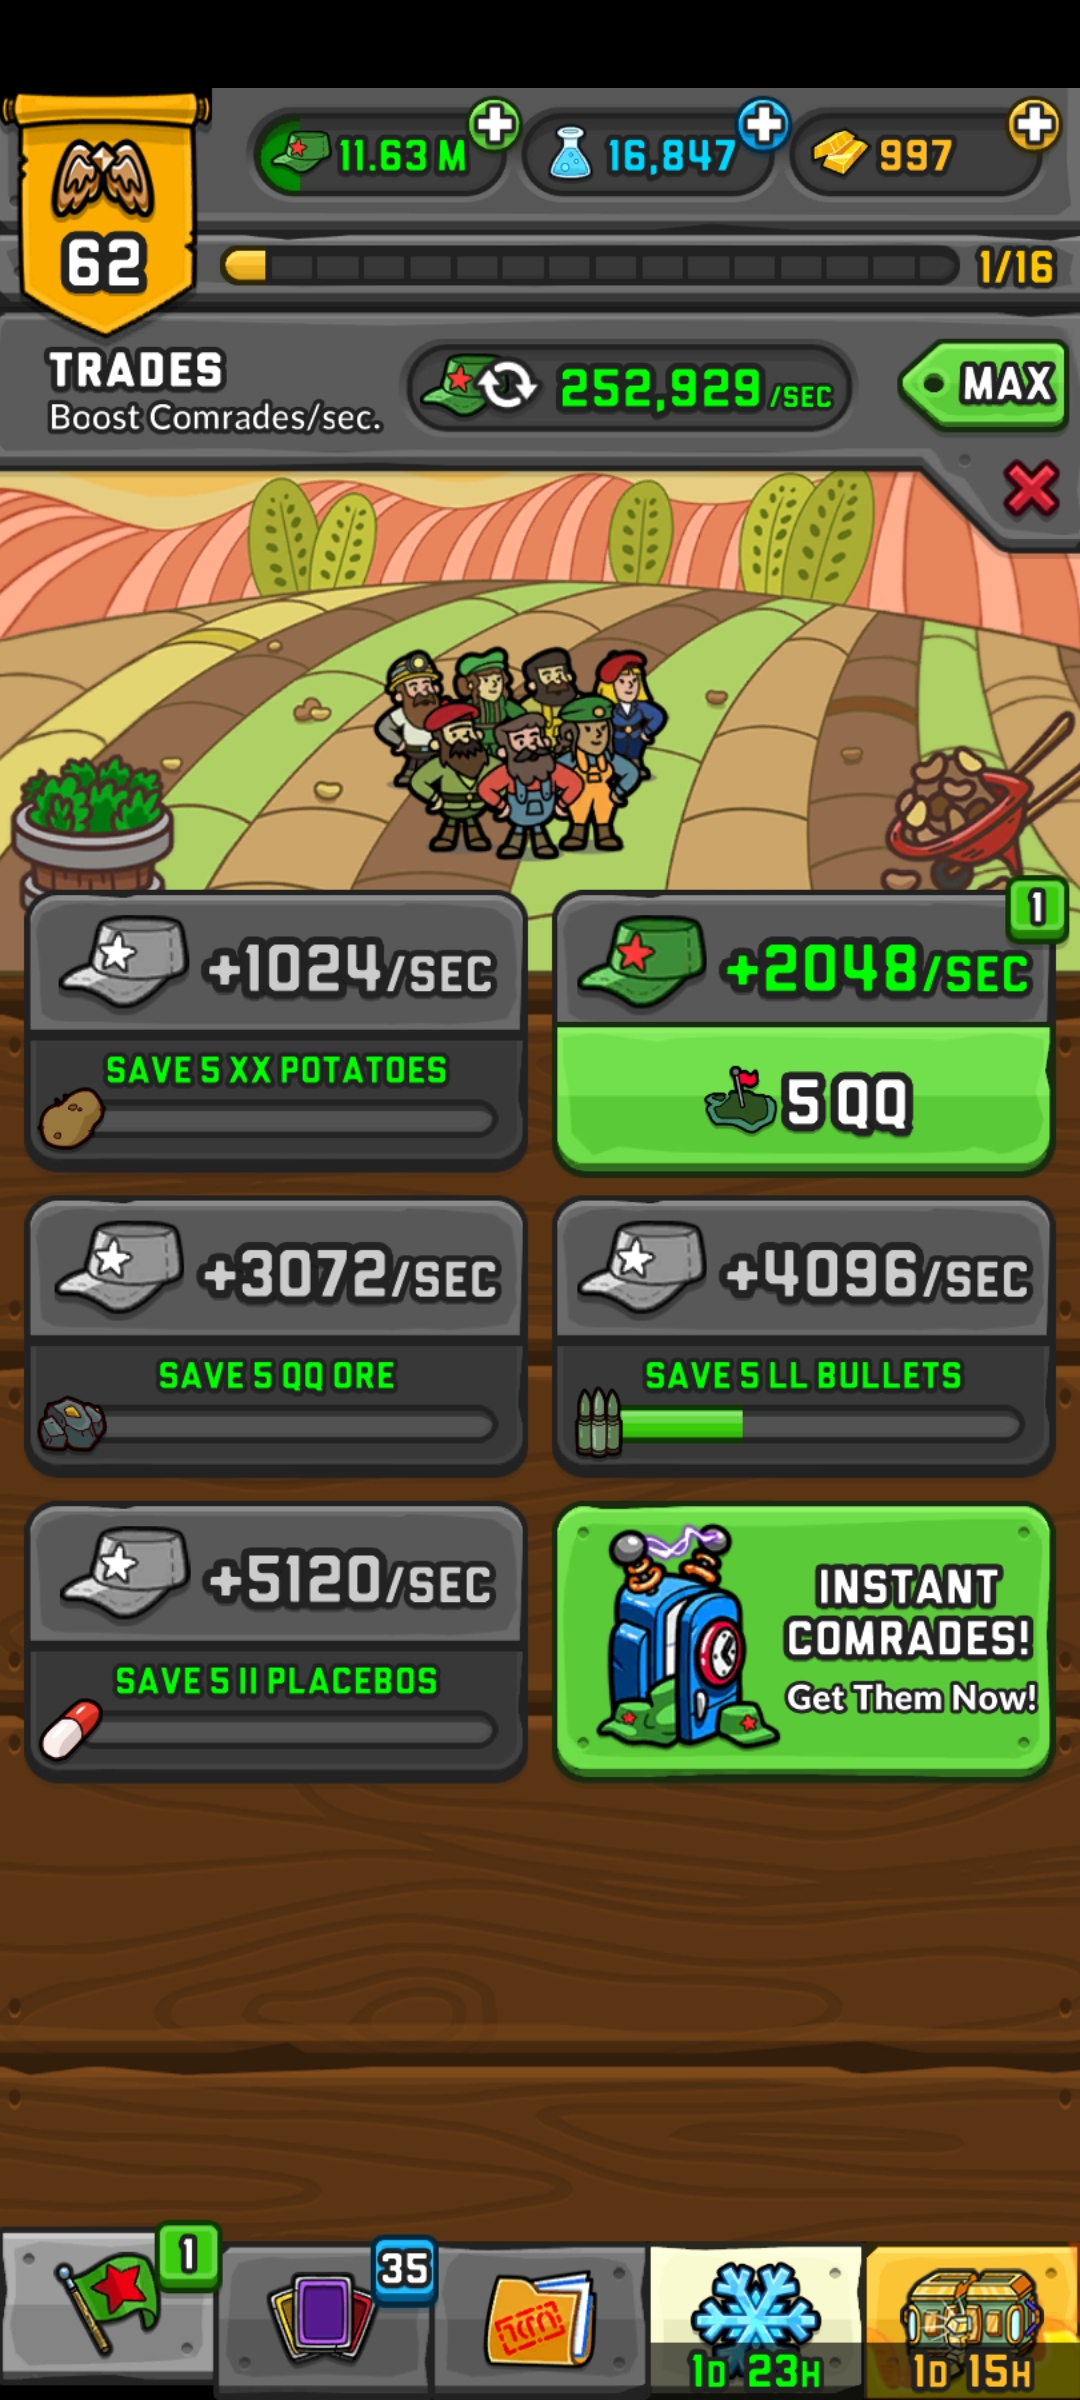 11.63 M
16,847
997
62
1/16
TRADES
Boost Comrades/sec.
252,929 /SEC
MAX
+1024/SEC
SAVE 5 XX POTATOES
1
+2048/SEC
5 QQ
+3072/SEC
SAVE 5 QQ ORE
+4096/SEC
SAVE 5 LL BULLETS
+5120/SEC
SAVE 5 II PLACEBOS
INSTANT
COMRADES!
Get Them Now!
1
35
1D 23H
1D 15H